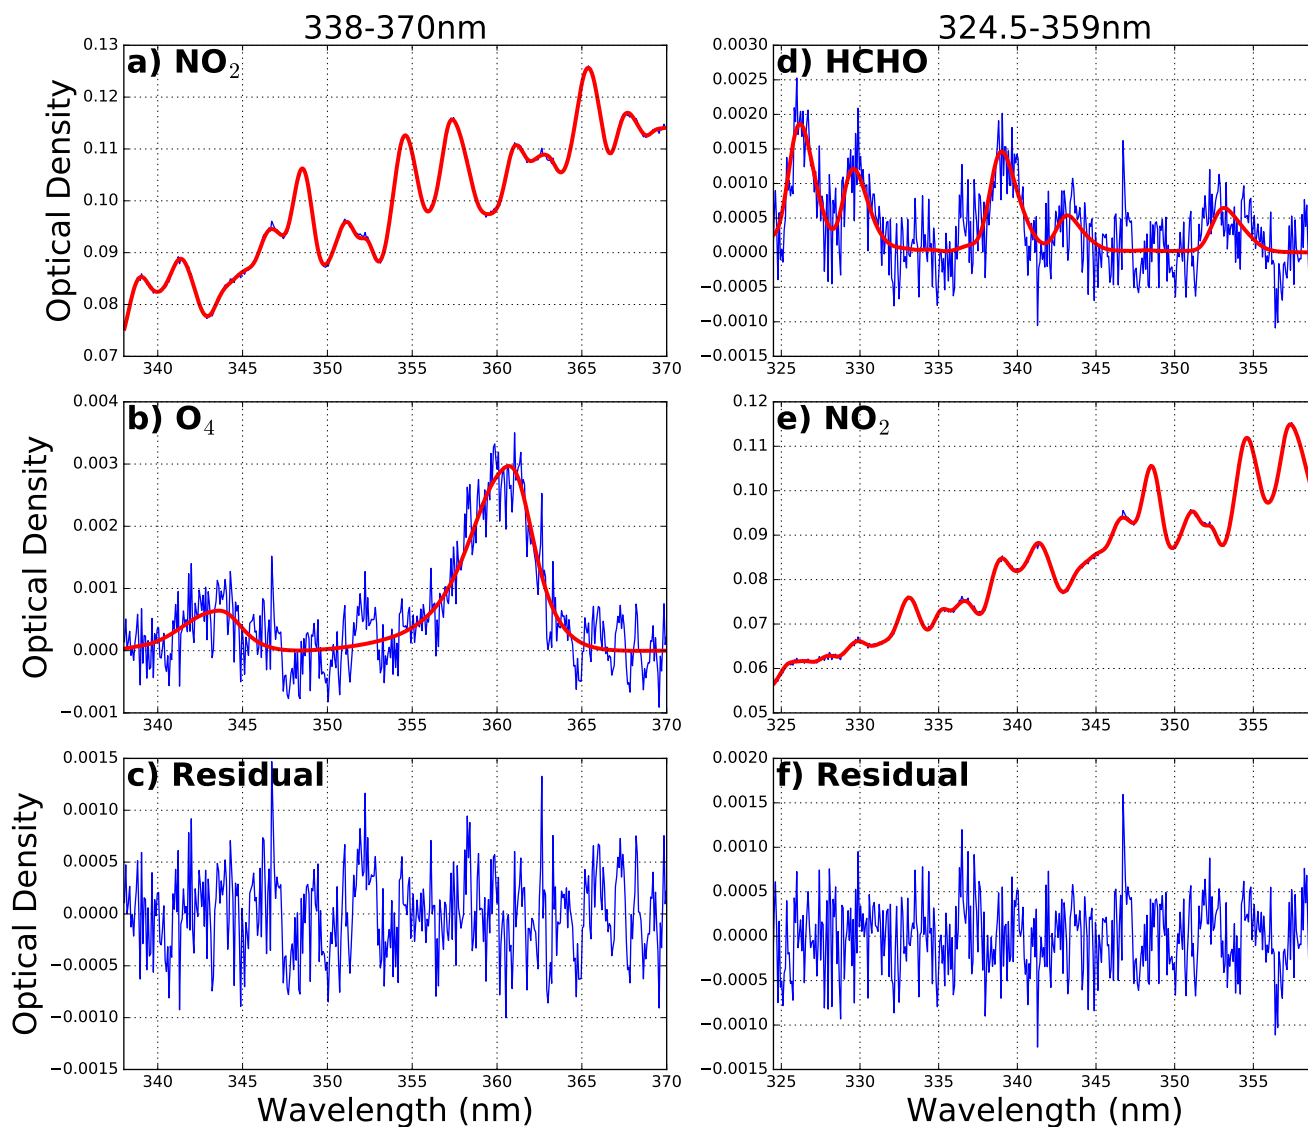 338-370nm
324.5-359nm
a) NO₂
Optical Density
0.13
0.12
0.11
0.10
0.09
0.08
0.07
340 345 350 355 360 365 370
d) HCHO
0.0030
0.0025
0.0020
0.0015
0.0010
0.0005
0.0000
−0.0005
−0.0010
−0.0015
325 330 335 340 345 350 355
b) O₄
Optical Density
0.004
0.003
0.002
0.001
0.000
−0.001
340 345 350 355 360 365 370
e) NO₂
0.12
0.11
0.10
0.09
0.08
0.07
0.06
0.05
325 330 335 340 345 350 355
c) Residual
Optical Density
0.0015
0.0010
0.0005
0.0000
−0.0005
−0.0010
−0.0015
340 345 350 355 360 365 370
Wavelength (nm)
f) Residual
0.0020
0.0015
0.0010
0.0005
0.0000
−0.0005
−0.0010
−0.0015
325 330 335 340 345 350 355
Wavelength (nm)